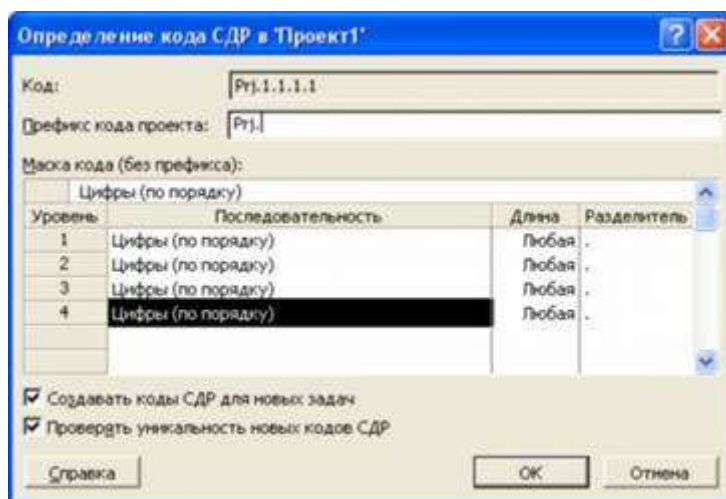 Определение кода СДР в 'Проект1'
Код: Prj.1.1.1.1
Префикс кода проекта: Prj.
Маска кода (без префикса):
Цифры (по порядку)
Уровень Последовательность Длина Разделитель
1 Цифры (по порядку) Любая .
2 Цифры (по порядку) Любая .
3 Цифры (по порядку) Любая .
4 Цифры (по порядку) Любая .
Создавать коды СДР для новых задач
Проверять уникальность новых кодов СДР
Справка ОК Отмена